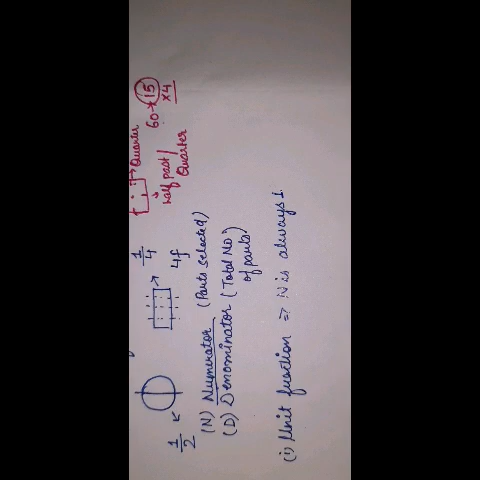 1/2
1/4
4f
Quarter
Half past/
Quarter
60→15
×4
(N) Numerator (Parts selected)
(D) Denominator (Total No.
of parts)
(i) Unit function ⇒ N is always 1.